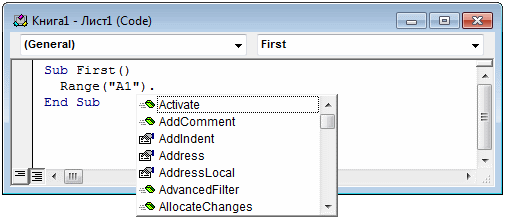 Книга1 - Лист1 (Code)
(General) First
Sub First()
Range("A1").
End Sub
Activate
AddComment
AddIndent
Address
AddressLocal
AdvancedFilter
AllocateChanges